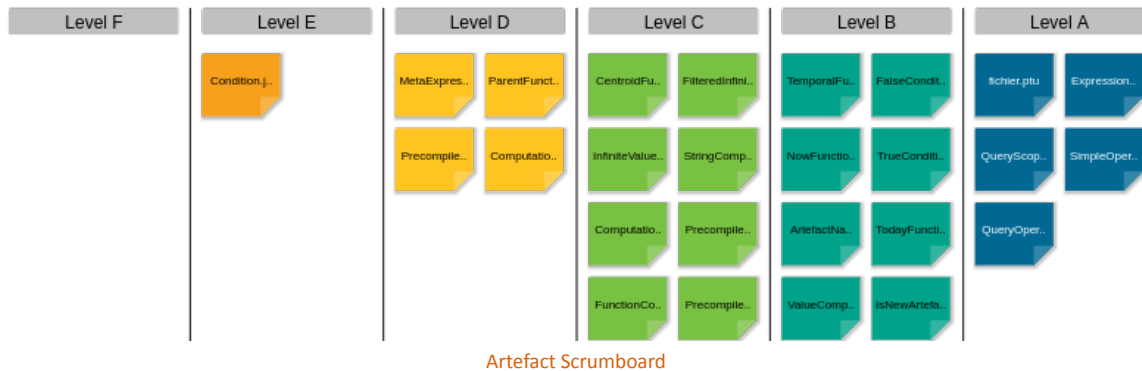 Level F Level E Level D Level C Level B Level A
Condition.j.. MetaExpres.. ParentFunct.. CentroidFu.. FilteredInfini.. TemporalFu.. FalseCondit.. fichier.ptu Expression..
Precompile.. Computatio.. InfiniteValue.. StringComp.. NowFunctio.. TrueConditi.. QueryScop.. SimpleOper..
Computatio.. Precompile.. ArtefactNa.. TodayFuncti.. QueryOper..
FunctionCo.. Precompile.. ValueComp.. IsNewArtefa..
Artefact Scrumboard